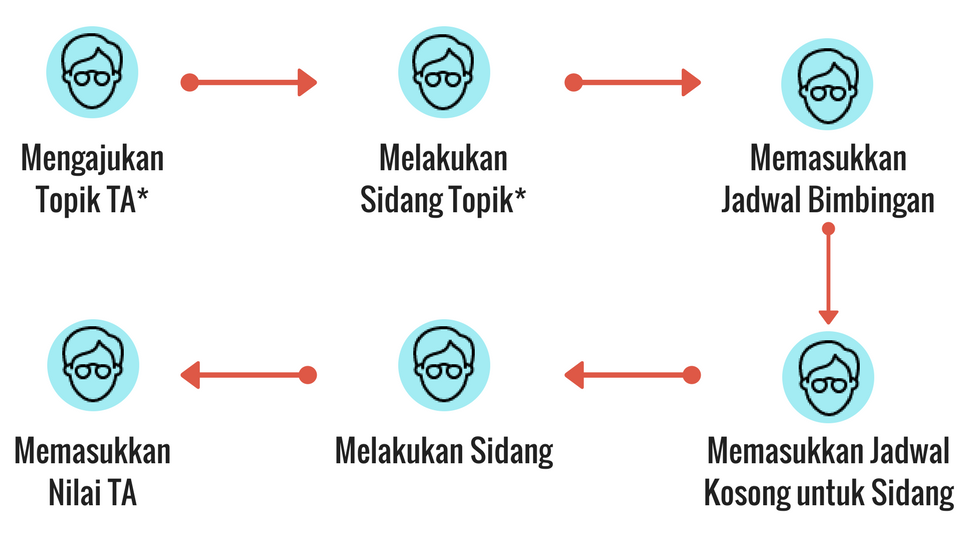 Mengajukan
Topik TA*
Melakukan
Sidang Topik*
Memasukkan
Jadwal Bimbingan
Memasukkan Jadwal
Kosong untuk Sidang
Melakukan Sidang
Memasukkan
Nilai TA